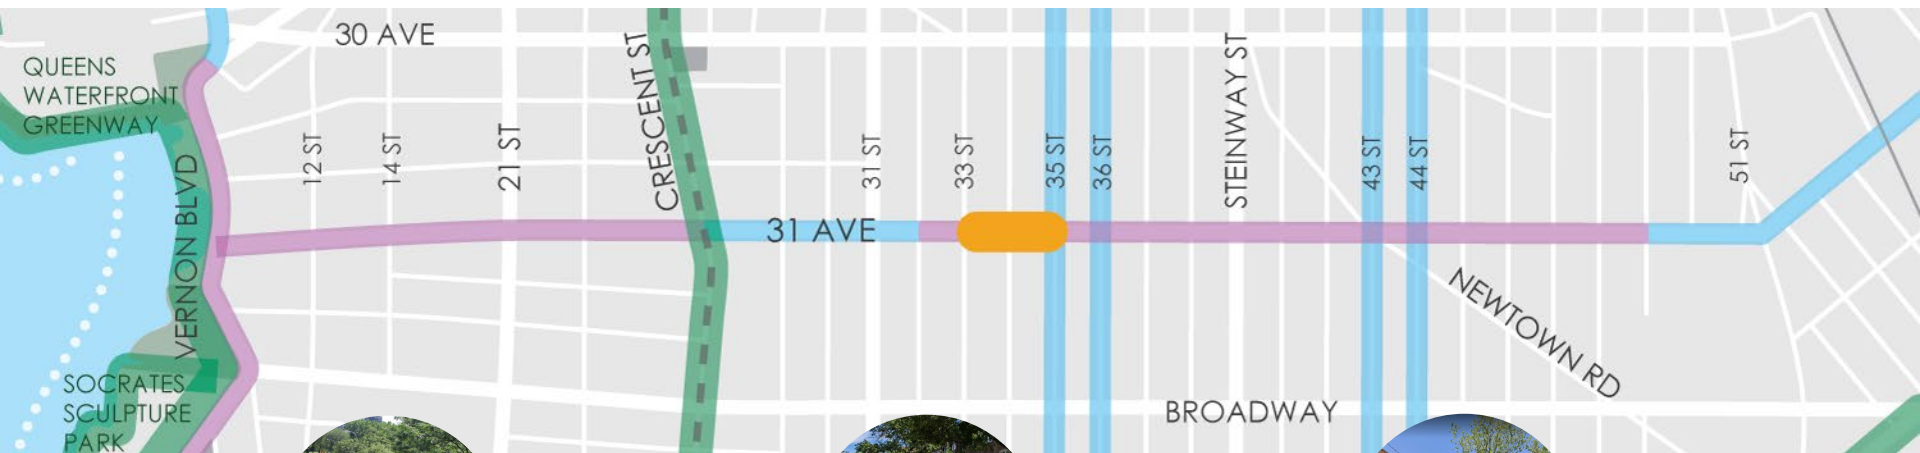 30 AVE
QUEENS
WATERFRONT
GREENWAY
VERNON BLVD
12 ST
14 ST
21 ST
CRESCENT ST
31 ST
33 ST
35 ST
36 ST
STEINWAY ST
43 ST
44 ST
51 ST
31 AVE
NEWTOWN RD
SOCRATES
SCULPTURE
PARK
BROADWAY